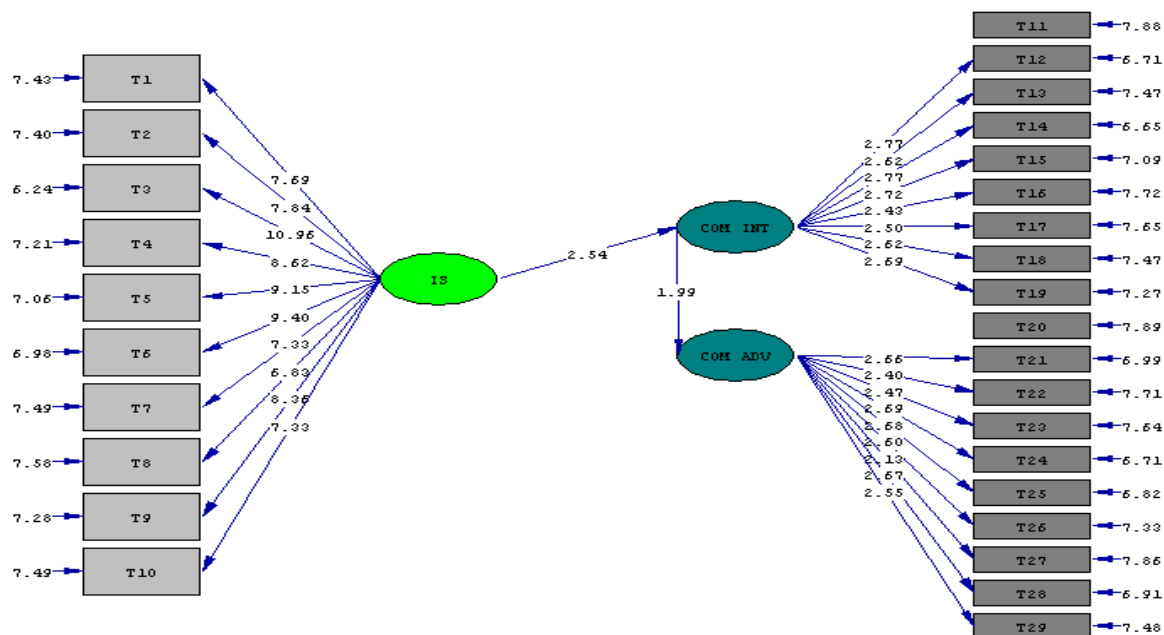 7.43 T1
7.40 T2
6.24 T3
7.21 T4
7.06 T5
6.98 T6
7.49 T7
7.58 T8
7.28 T9
7.49 T10
7.69
7.84
10.96
8.62
9.15
9.40
7.33
6.83
8.36
7.33
IS
2.54
COM INT
1.99
COM ADV
2.77
2.62
2.77
2.72
2.43
2.50
2.62
2.69
2.66
2.40
2.47
2.69
2.68
2.60
2.13
2.67
2.55
T11 7.88
T12 6.71
T13 7.47
T14 6.65
T15 7.09
T16 7.72
T17 7.65
T18 7.47
T19 7.27
T20 7.89
T21 6.99
T22 7.71
T23 7.64
T24 6.71
T25 6.82
T26 7.33
T27 7.86
T28 6.91
T29 7.48